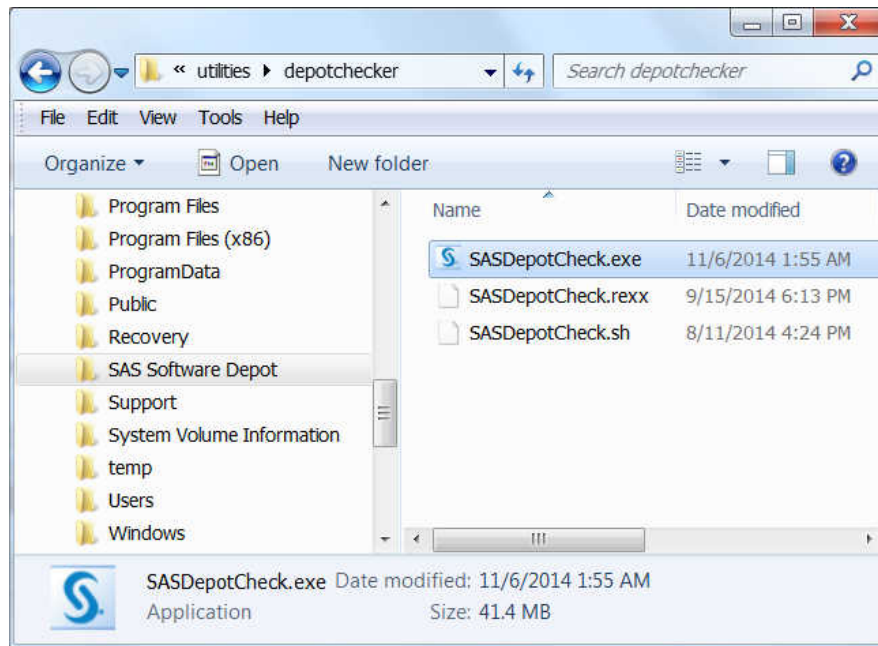 « utilities ▸ depotchecker
Search depotchecker
File Edit View Tools Help
Organize Open New folder
Program Files
Program Files (x86)
ProgramData
Public
Recovery
SAS Software Depot
Support
System Volume Information
temp
Users
Windows
Name Date modified
SASDepotCheck.exe 11/6/2014 1:55 AM
SASDepotCheck.rexx 9/15/2014 6:13 PM
SASDepotCheck.sh 8/11/2014 4:24 PM
SASDepotCheck.exe Date modified: 11/6/2014 1:55 AM
Application Size: 41.4 MB